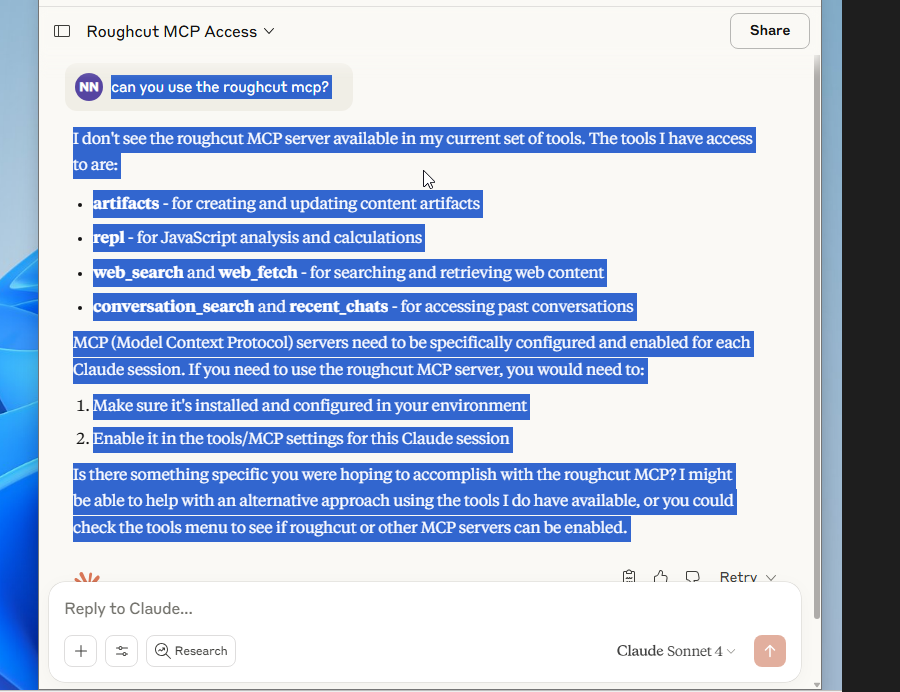 Roughcut MCP Access
Share
NN
can you use the roughcut mcp?
I don't see the roughcut MCP server available in my current set of tools. The tools I have access
to are:
• artifacts - for creating and updating content artifacts
• repl - for JavaScript analysis and calculations
• web_search and web_fetch - for searching and retrieving web content
• conversation_search and recent_chats - for accessing past conversations
MCP (Model Context Protocol) servers need to be specifically configured and enabled for each
Claude session. If you need to use the roughcut MCP server, you would need to:
1. Make sure it's installed and configured in your environment
2. Enable it in the tools/MCP settings for this Claude session
Is there something specific you were hoping to accomplish with the roughcut MCP? I might
be able to help with an alternative approach using the tools I do have available, or you could
check the tools menu to see if roughcut or other MCP servers can be enabled.
Retry
Reply to Claude...
Research
Claude Sonnet 4